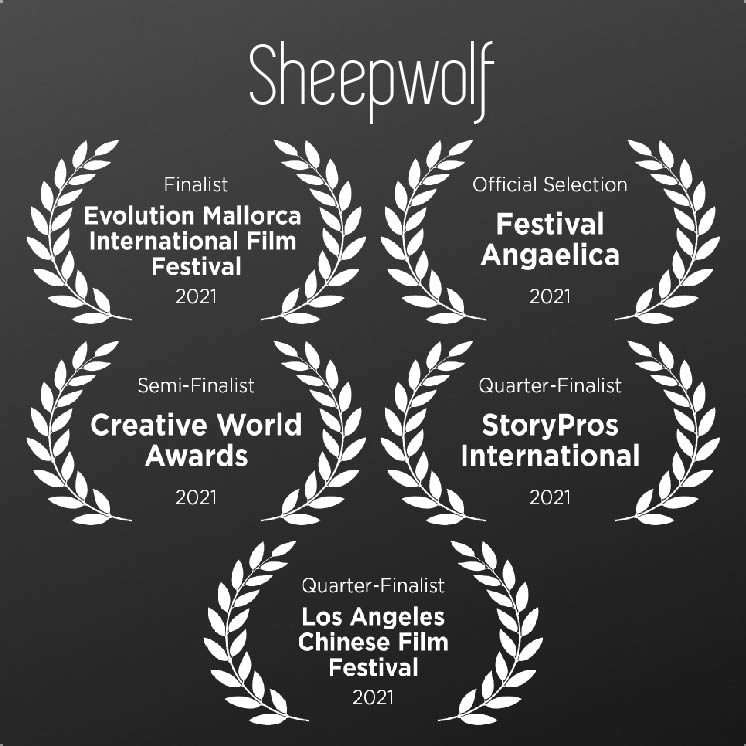 Sheepwolf
Finalist
Evolution Mallorca
International Film
Festival
2021
Official Selection
Festival
Angaelica
2021
Semi-Finalist
Creative World
Awards
2021
Quarter-Finalist
StoryPros
International
2021
Quarter-Finalist
Los Angeles
Chinese Film
Festival
2021